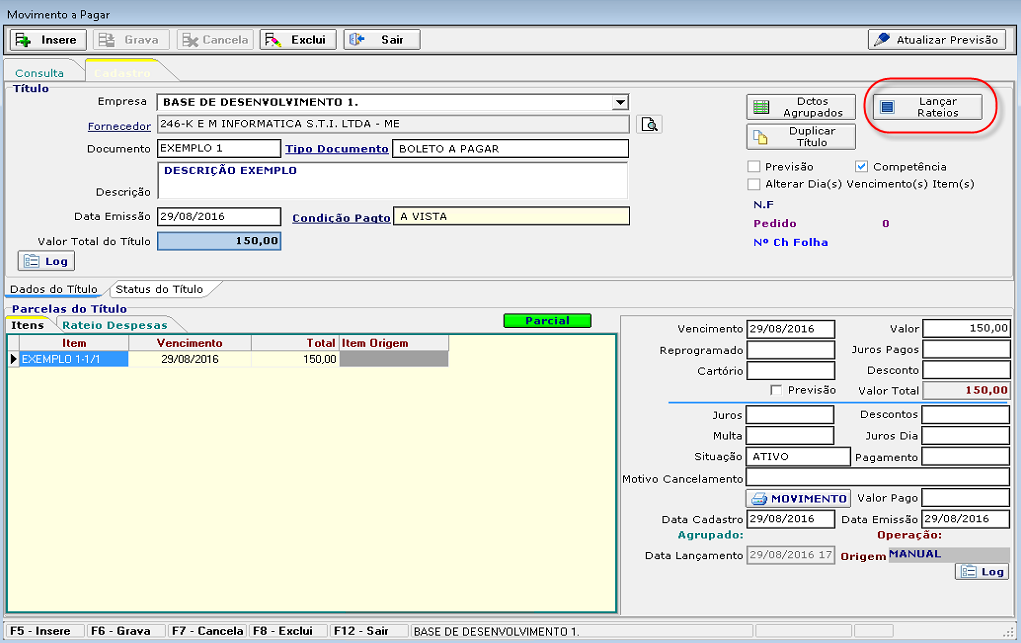 Movimento a Pagar
Insere Grava Cancela Exclui Sair Atualizar Previsão
Consulta Cadastro
Título
Empresa BASE DE DESENVOLVIMENTO 1.
Fornecedor 246-K E M INFORMATICA S.T.I. LTDA - ME
Documento EXEMPLO 1 Tipo Documento BOLETO A PAGAR
Descrição DESCRIÇÃO EXEMPLO
Data Emissão 29/08/2016 Condição Pagto A VISTA
Valor Total do Título 150,00
Log
Dctos Agrupados
Lançar Rateios
Duplicar Título
Previsão Competência
Alterar Dia(s) Vencimento(s) Item(s)
N.F
Pedido 0
Nº Ch Folha
Dados do Título Status do Título
Parcelas do Título
Itens Rateio Despesas Parcial
Item Vencimento Total Item Origem
EXEMPLO 1-1/1 29/08/2016 150,00
Vencimento 29/08/2016 Valor 150,00
Reprogramado Juros Pagos
Cartório Desconto
Previsão Valor Total 150,00
Juros Descontos
Multa Juros Dia
Situação ATIVO Pagamento
Motivo Cancelamento
MOVIMENTO Valor Pago
Data Cadastro 29/08/2016 Data Emissão 29/08/2016
Agrupado: Operação:
Data Lançamento 29/08/2016 17 Origem MANUAL
Log
F5 - Insere F6 - Grava F7 - Cancela F8 - Exclui F12 - Sair BASE DE DESENVOLVIMENTO 1.